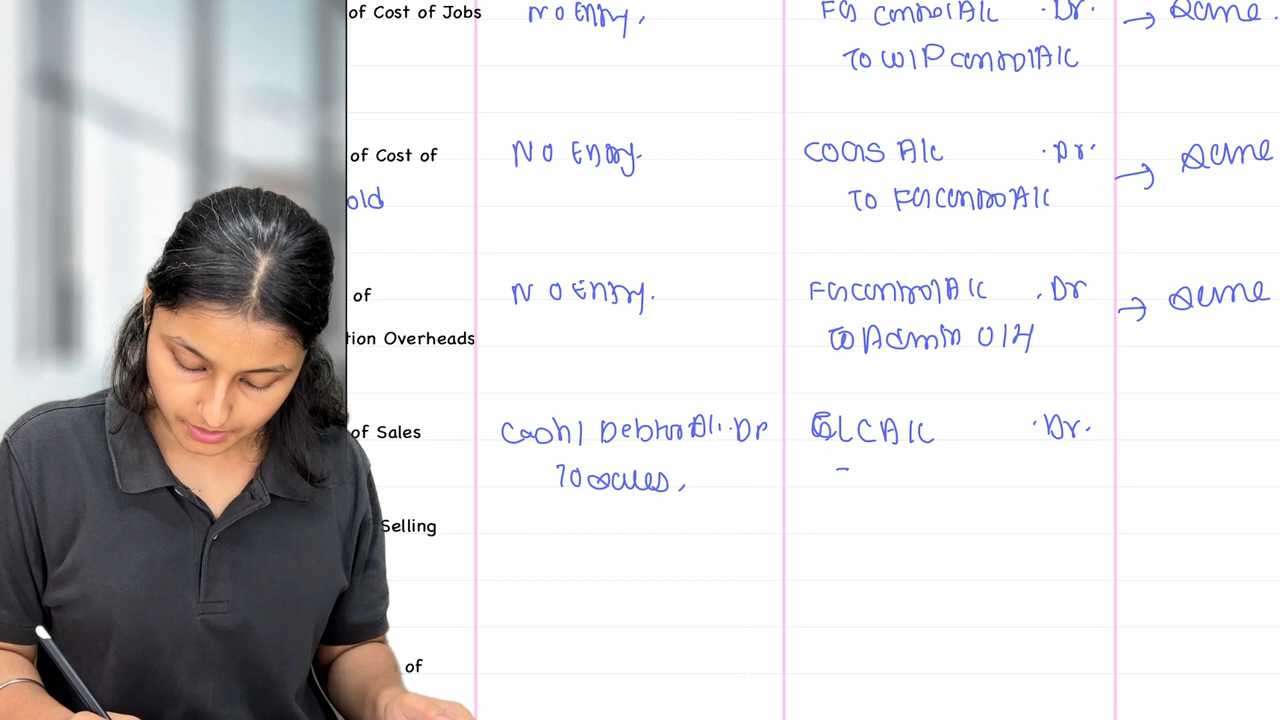 of Cost of Jobs
No Entry.
FG Control A/c .Dr. → Same.
To WIP Control A/c
of Cost of
No Entry.
COGS A/c .Dr. → Same
old
To FG Control A/c
of
No Entry.
FG Control A/c .Dr → Same
tion Overheads
To Admin O/H
of Sales
Cash / Debtor A/c. Dr
GLC A/c .Dr.
To Sales.
Selling
of